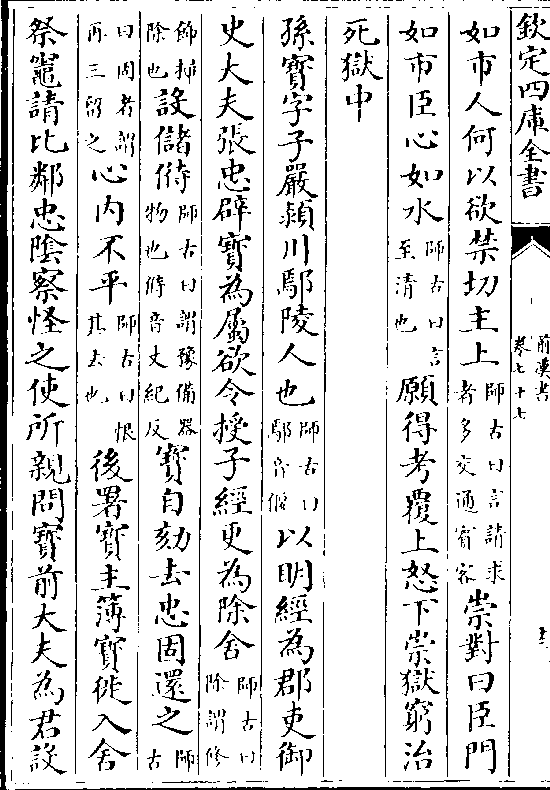 欽定四庫全書
前漢書
卷七十七
如市人何以欲禁切主上師古曰言請求者多交通賔客崇對曰臣門
如市臣心如水師古曰言至清也願得考覆上怒下崇獄窮治
死獄中
孫寶字子嚴潁川鄢陵人也師古曰鄢音偃以明經為郡吏御
史大夫張忠辟寶為屬欲令授子經更為除舍師古曰除謂修
飾掃除也設儲偫師古曰謂豫備器物也偫音丈紀反寶自劾去忠固還之師古
曰固者謂再三留之心内不平師古曰恨其去也後署寶主簿寶徙入舍
祭竈請比鄰忠隂察怪之使所親問寶前大夫為君設